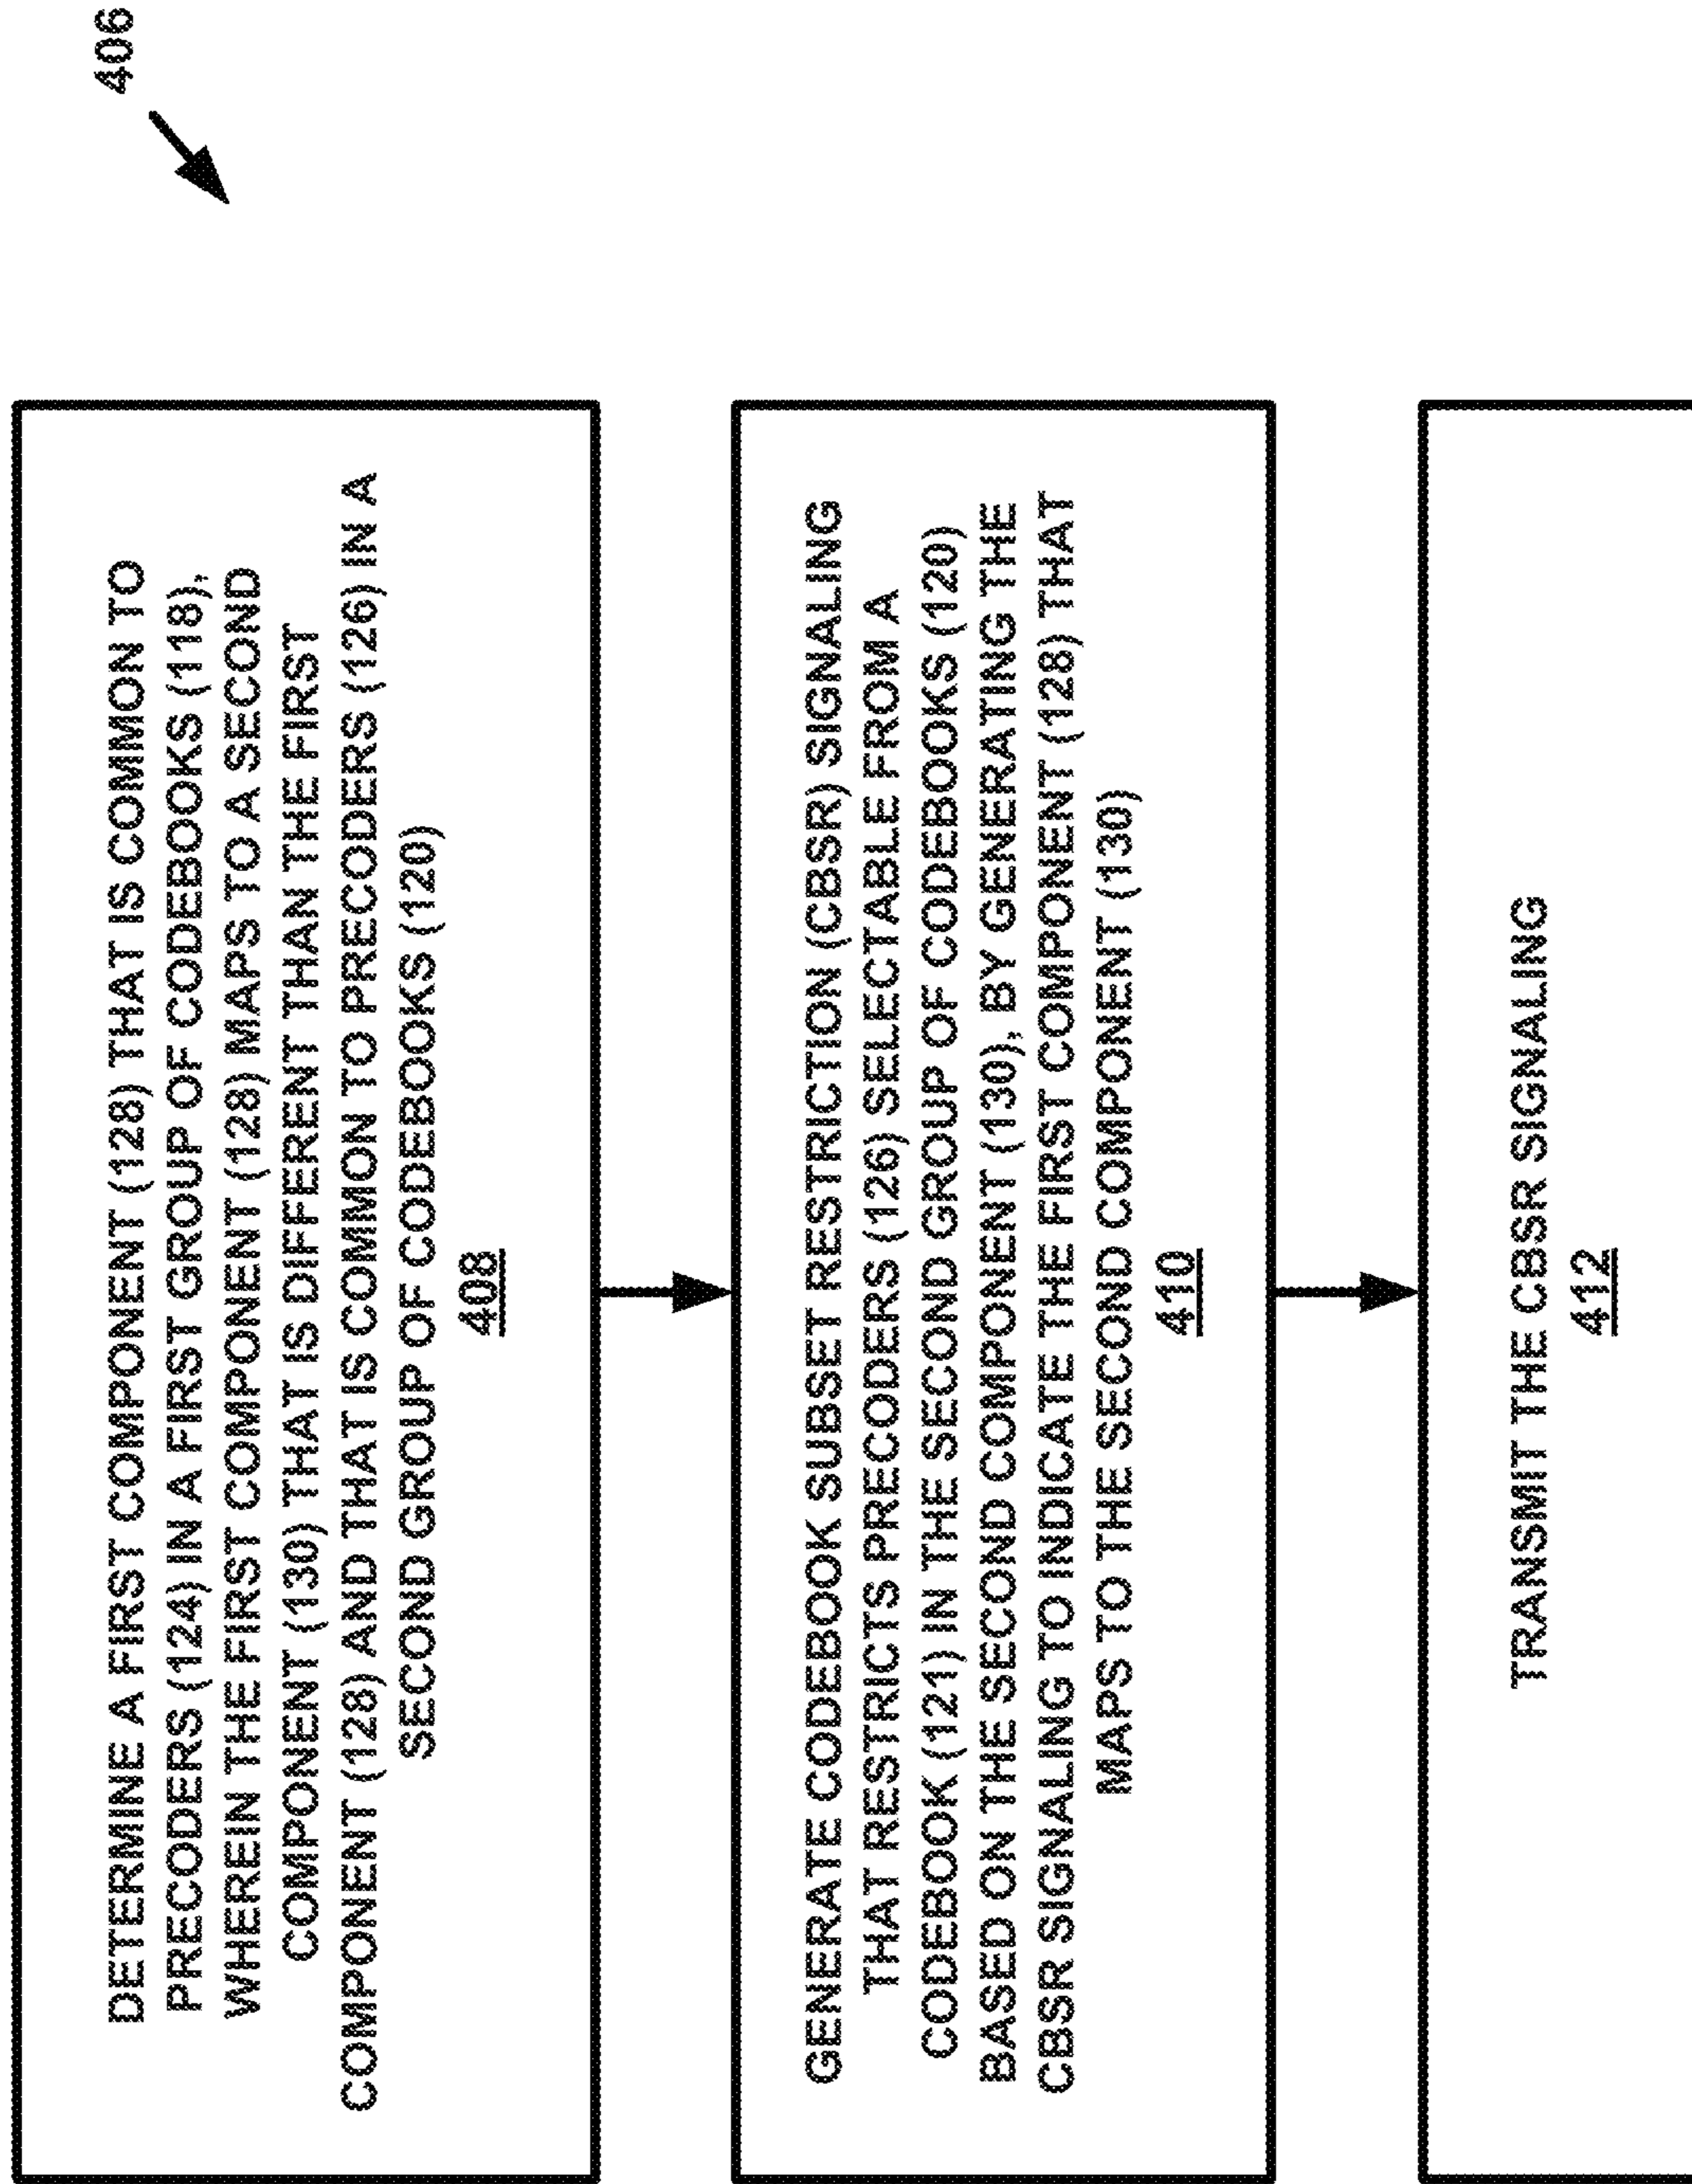 406
DETERMINE A FIRST COMPONENT (128) THAT IS COMMON TO
PRECODERS (124) IN A FIRST GROUP OF CODEBOOKS (118),
WHEREIN THE FIRST COMPONENT (128) MAPS TO A SECOND
COMPONENT (130) THAT IS DIFFERENT THAN THE FIRST
COMPONENT (128) AND THAT IS COMMON TO PRECODERS (126) IN A
SECOND GROUP OF CODEBOOKS (120)
408
GENERATE CODEBOOK SUBSET RESTRICTION (CBSR) SIGNALING
THAT RESTRICTS PRECODERS (126) SELECTABLE FROM A
CODEBOOK (121) IN THE SECOND GROUP OF CODEBOOKS (120)
BASED ON THE SECOND COMPONENT (130), BY GENERATING THE
CBSR SIGNALING TO INDICATE THE FIRST COMPONENT (128) THAT
MAPS TO THE SECOND COMPONENT (130)
410
TRANSMIT THE CBSR SIGNALING
412